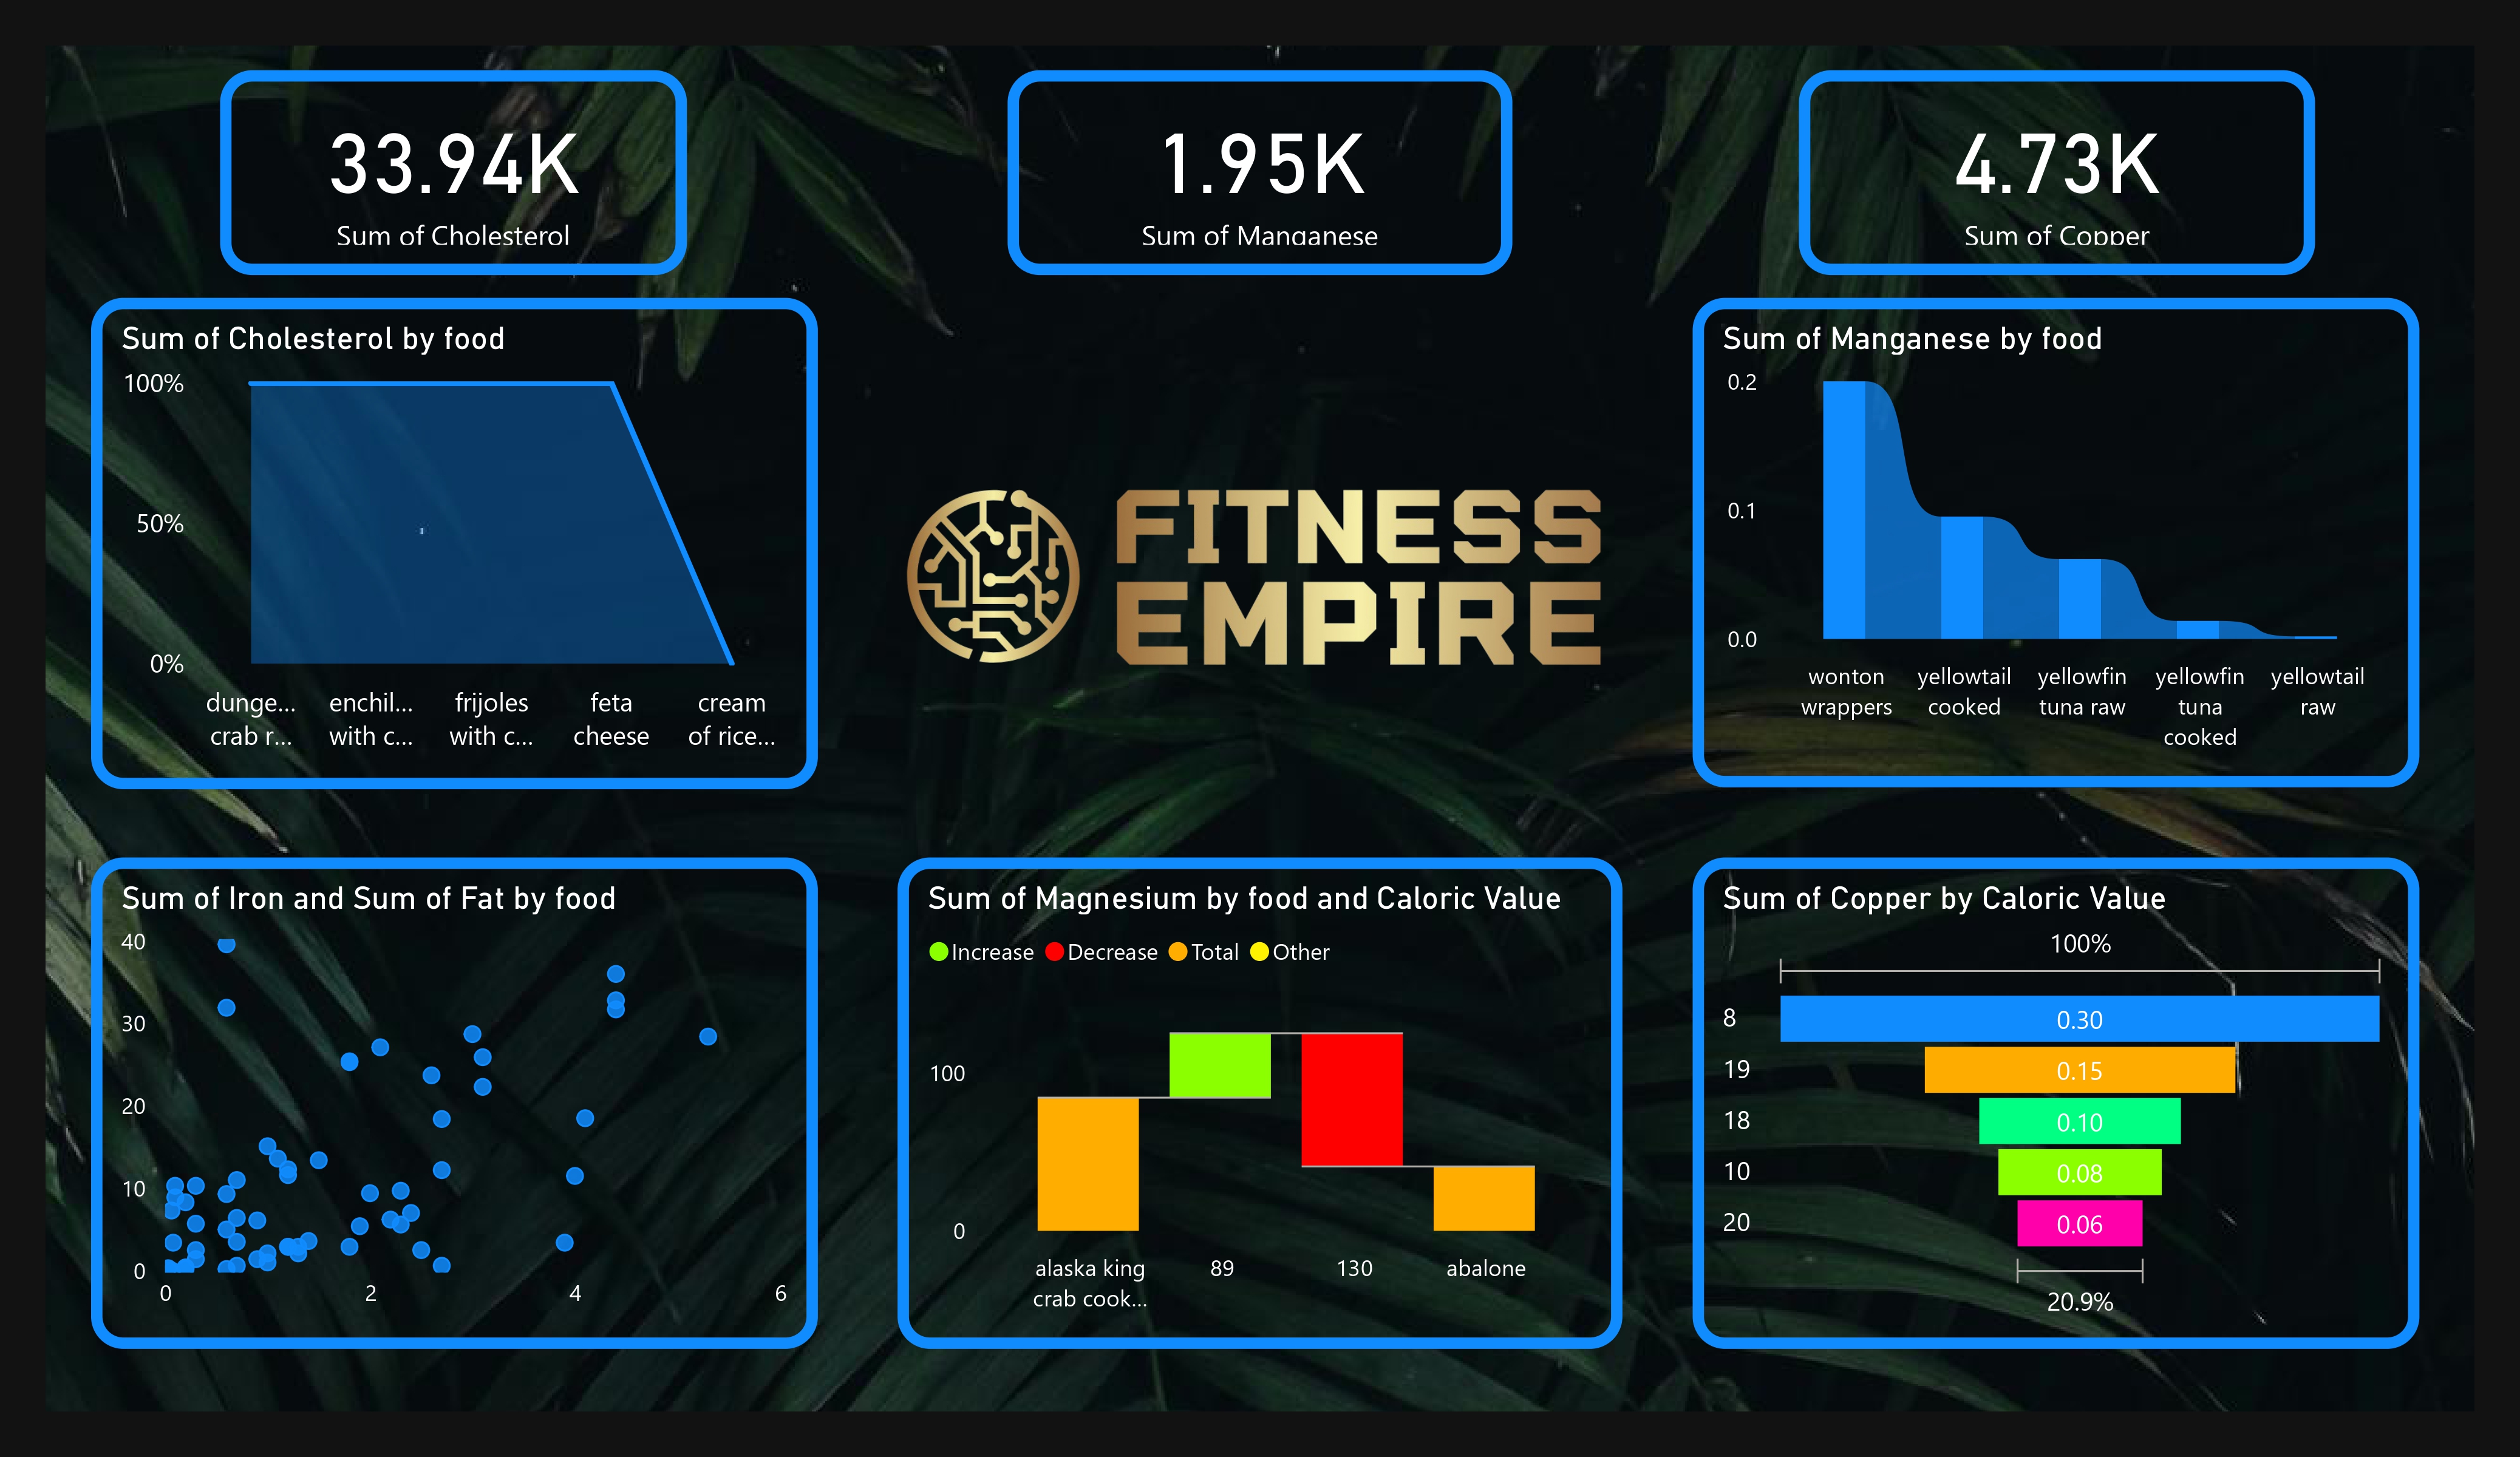 33.94K
Sum of Cholesterol
1.95K
Sum of Manganese
4.73K
Sum of Copper
Sum of Cholesterol by food
100%
50%
0%
dunge... enchil... frijoles feta cream
crab r... with c... with c... cheese of rice...
FITNESS
EMPIRE
Sum of Manganese by food
0.2
0.1
0.0
wonton yellowtail yellowfin yellowfin yellowtail
wrappers cooked tuna raw tuna raw
cooked
Sum of Iron and Sum of Fat by food
40
30
20
10
0
0 2 4 6
Sum of Magnesium by food and Caloric Value
Increase Decrease Total Other
100
0
alaska king 89 130 abalone
crab cook...
Sum of Copper by Caloric Value
100%
8 0.30
19 0.15
18 0.10
10 0.08
20 0.06
20.9%